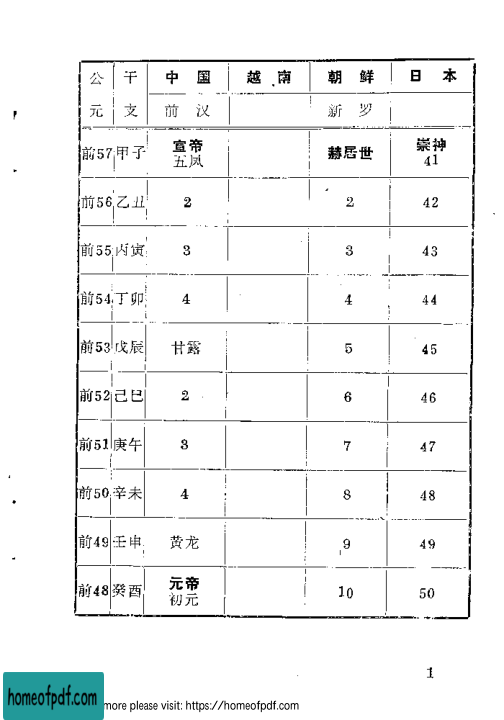 公元 干支 中国 越南 朝鲜 日本
前汉 新罗
前57 甲子 宣帝 五凤 赫居世 崇神 41
前56 乙丑 2 2 42
前55 丙寅 3 3 43
前54 丁卯 4 4 44
前53 戊辰 甘露 5 45
前52 己巳 2 6 46
前51 庚午 3 7 47
前50 辛未 4 8 48
前49 壬申 黄龙 9 49
前48 癸酉 元帝 初元 10 50
1
homeofpdf.com more please visit: https://homeofpdf.com